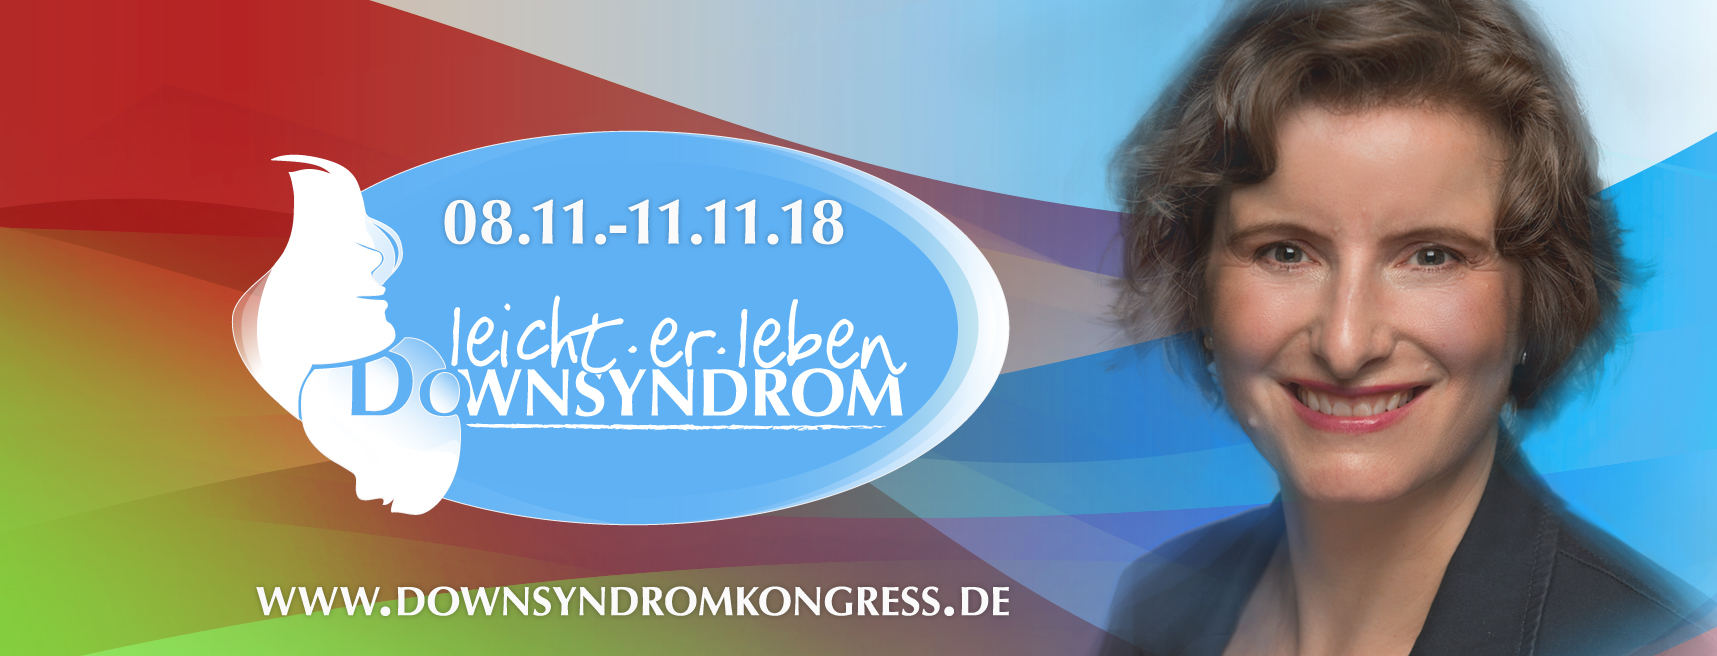 08.11.-11.11.18
leicht·er·leben
DOWNSYNDROM
WWW.DOWNSYNDROMKONGRESS.DE